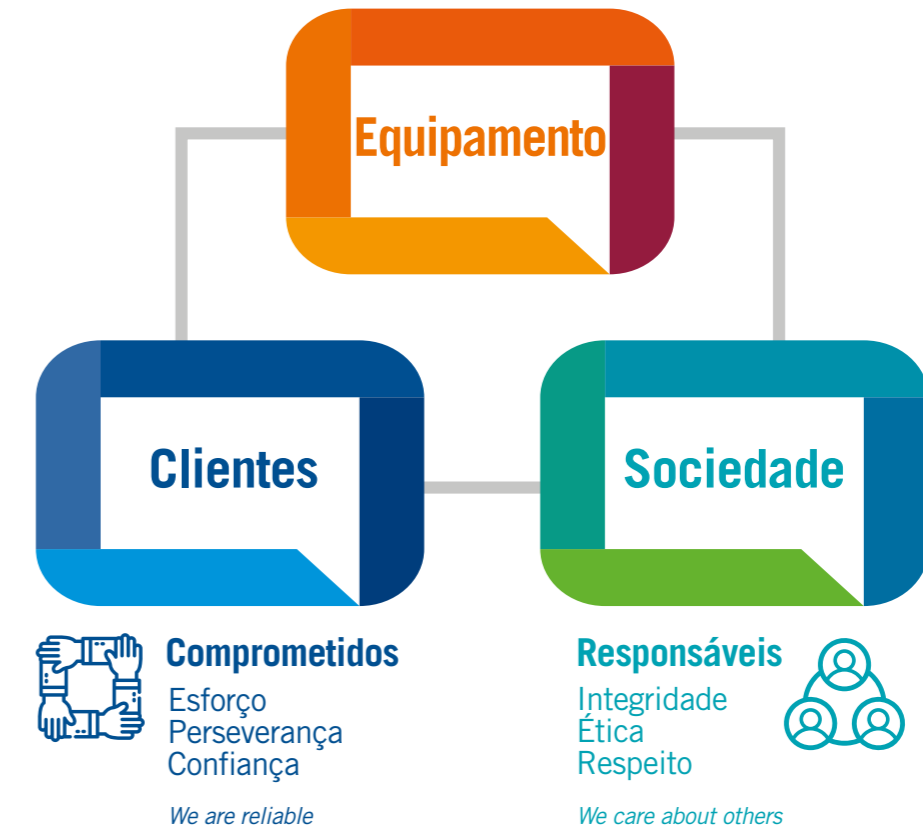 Equipamento
Clientes
Sociedade
Comprometidos
Esforço
Perseverança
Confiança
We are reliable
Responsáveis
Integridade
Ética
Respeito
We care about others